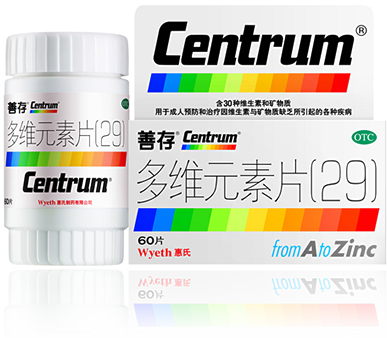 Centrum®
含30种维生素和矿物质
用于成人预防和治疗因维生素与矿物质缺乏所引起的各种疾病
善存® Centrum®
OTC
多维元素片(29)
60片
Wyeth 惠氏
from A to Zinc
善存® Centrum®
多维元素片(29)
Centrum®
60片
Wyeth 惠氏制药有限公司